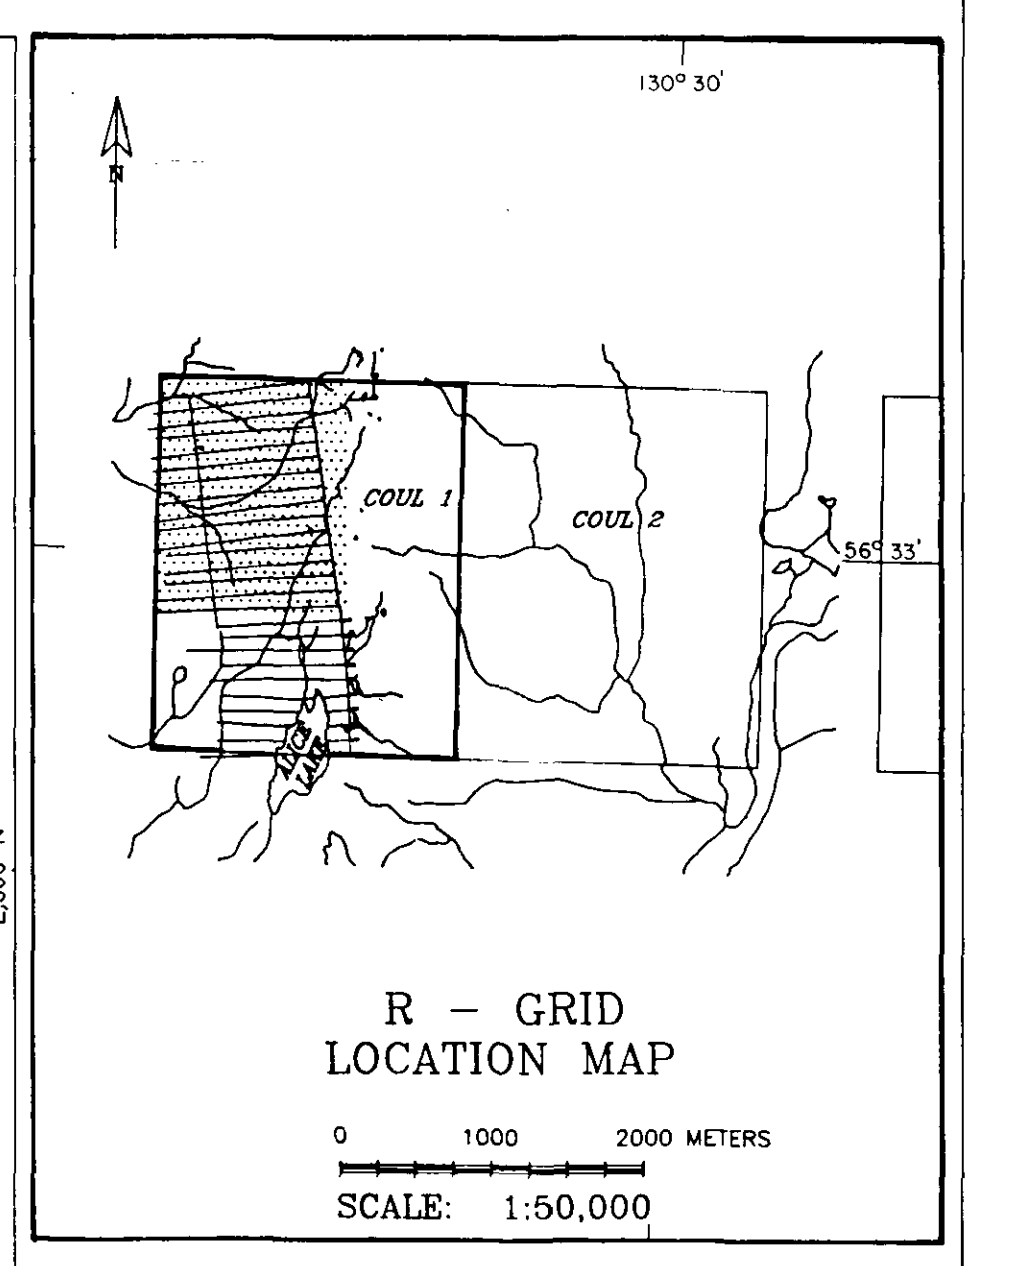 130° 30'
N
COUL 1
COUL 2
56° 33'
ALICE
LAKE
R - GRID
LOCATION MAP
0 1000 2000 METERS
SCALE: 1:50,000